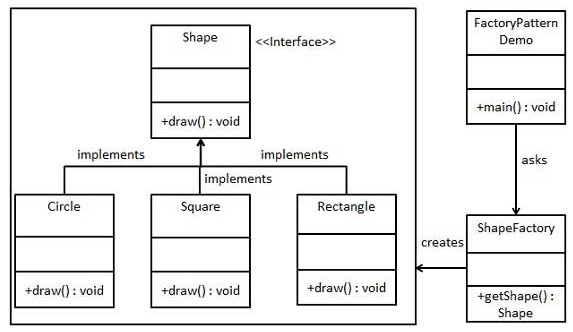 Shape
<<Interface>>
+draw() : void
implements
implements
implements
Circle
Square
Rectangle
+draw() : void
+draw() : void
+draw() : void
FactoryPattern
Demo
+main() : void
asks
ShapeFactory
creates
+getShape() :
Shape